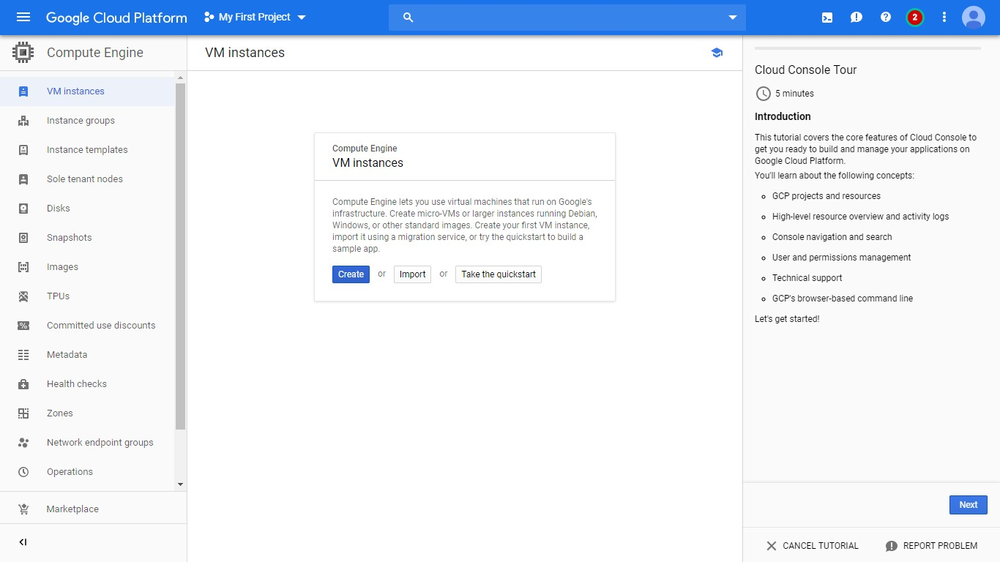 Google Cloud Platform
My First Project
2
Compute Engine
VM instances
Instance groups
Instance templates
Sole tenant nodes
Disks
Snapshots
Images
TPUs
Committed use discounts
Metadata
Health checks
Zones
Network endpoint groups
Operations
Marketplace
VM instances
Compute Engine
VM instances
Compute Engine lets you use virtual machines that run on Google's
infrastructure. Create micro-VMs or larger instances running Debian,
Windows, or other standard images. Create your first VM instance,
import it using a migration service, or try the quickstart to build a
sample app.
Create or Import or Take the quickstart
Cloud Console Tour
5 minutes
Introduction
This tutorial covers the core features of Cloud Console to
get you ready to build and manage your applications on
Google Cloud Platform.
You'll learn about the following concepts:
GCP projects and resources
High-level resource overview and activity logs
Console navigation and search
User and permissions management
Technical support
GCP's browser-based command line
Let's get started!
Next
CANCEL TUTORIAL
REPORT PROBLEM